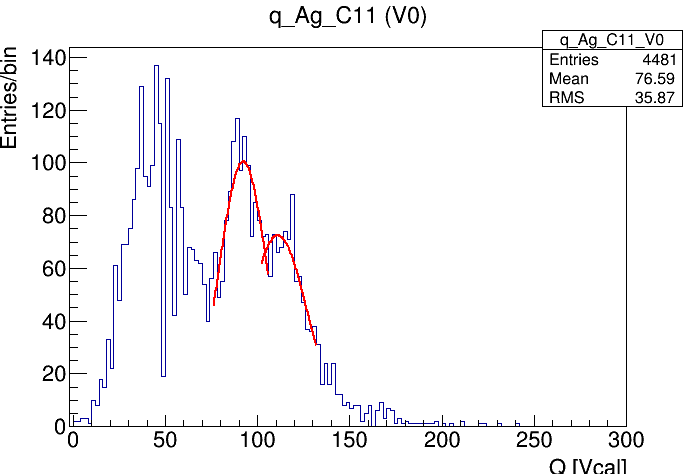 q_Ag_C11 (V0)
q_Ag_C11_V0
Entries 4481
Mean 76.59
RMS 35.87
Entries/bin
140
120
100
80
60
40
20
0
0 50 100 150 200 250 300
Q [Vcal]